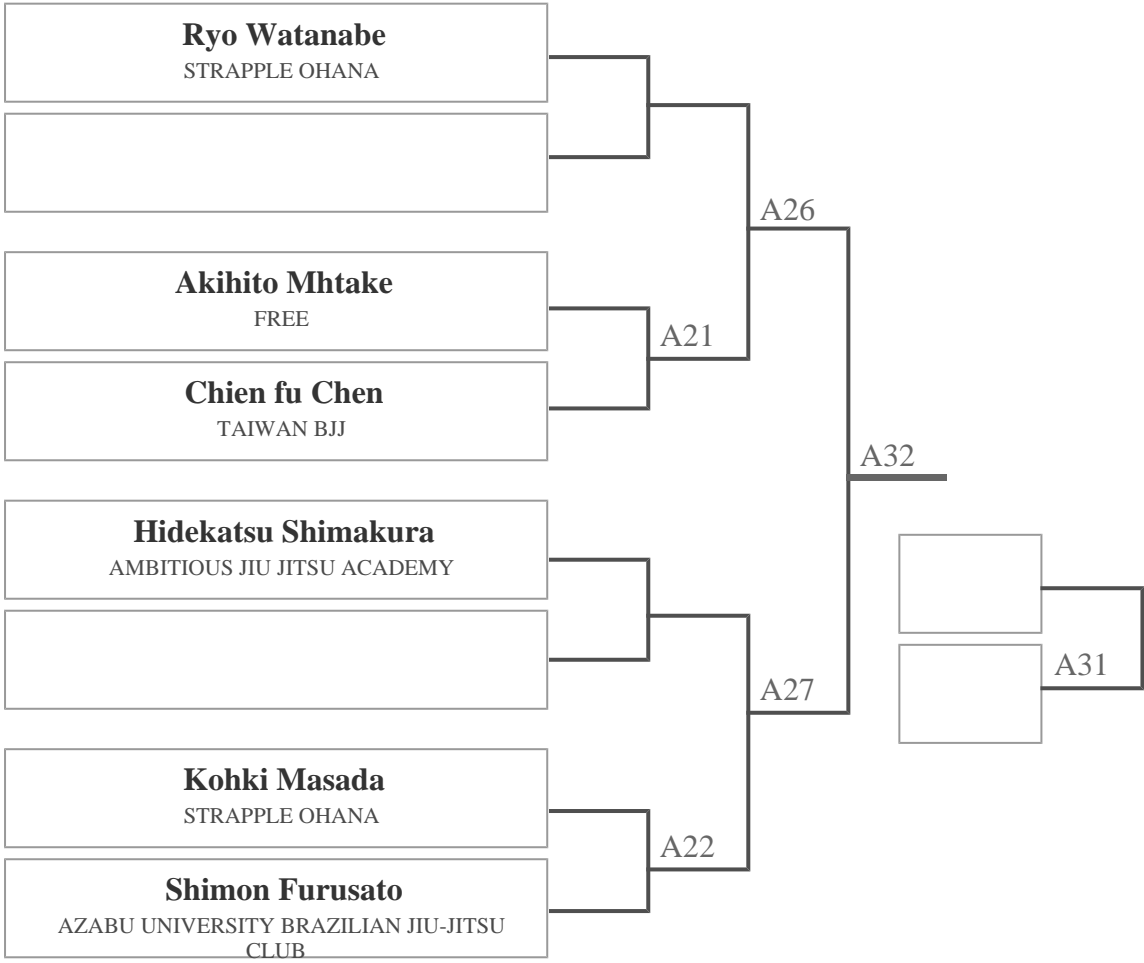 Ryo Watanabe
STRAPPLE OHANA
A26
Akihito Mhtake
FREE
A21
Chien fu Chen
TAIWAN BJJ
A32
Hidekatsu Shimakura
AMBITIOUS JIU JITSU ACADEMY
A31
A27
Kohki Masada
STRAPPLE OHANA
A22
Shimon Furusato
AZABU UNIVERSITY BRAZILIAN JIU-JITSU
CLUB